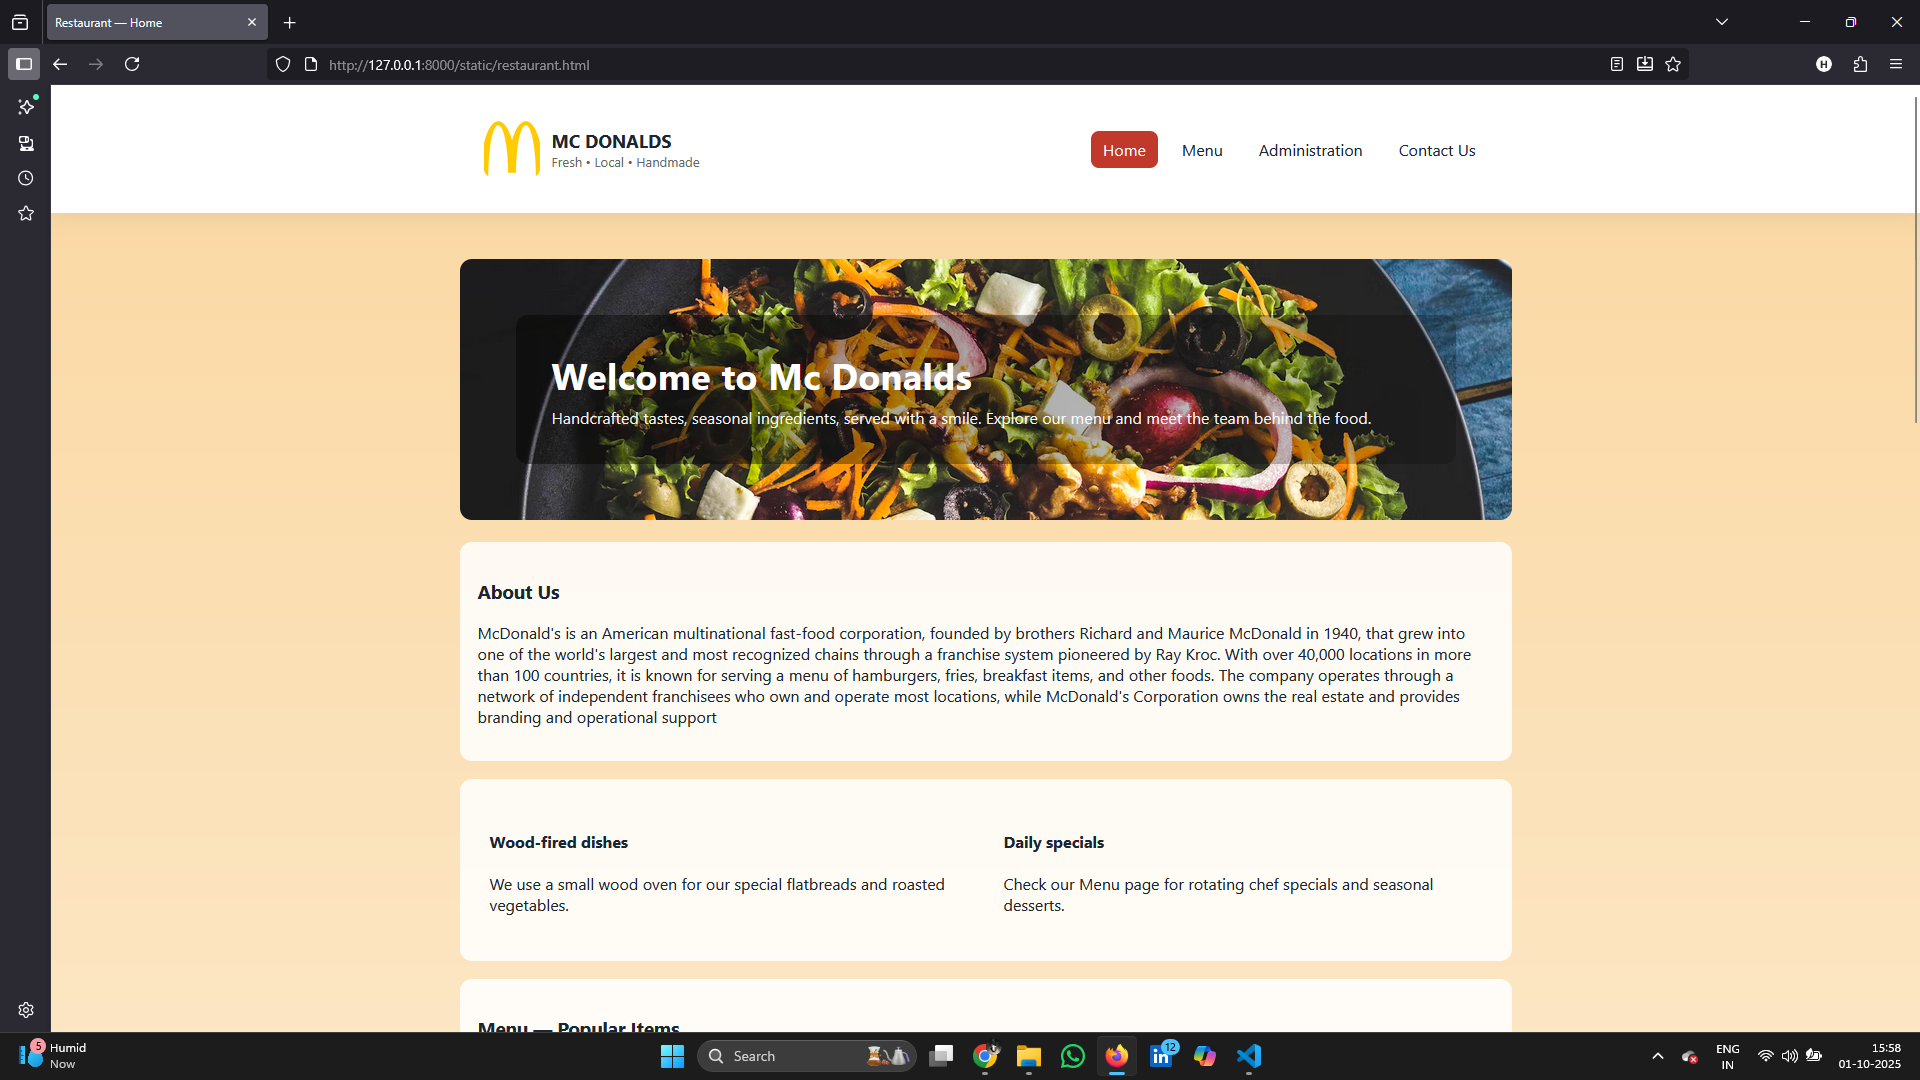 Restaurant — Home
http://127.0.0.1:8000/static/restaurant.html
H
MC DONALDS
Fresh • Local • Handmade
Home
Menu
Administration
Contact Us
Welcome to Mc Donalds
Handcrafted tastes, seasonal ingredients, served with a smile. Explore our menu and meet the team behind the food.
About Us
McDonald's is an American multinational fast-food corporation, founded by brothers Richard and Maurice McDonald in 1940, that grew into
one of the world's largest and most recognized chains through a franchise system pioneered by Ray Kroc. With over 40,000 locations in more
than 100 countries, it is known for serving a menu of hamburgers, fries, breakfast items, and other foods. The company operates through a
network of independent franchisees who own and operate most locations, while McDonald's Corporation owns the real estate and provides
branding and operational support
Wood-fired dishes
We use a small wood oven for our special flatbreads and roasted
vegetables.
Daily specials
Check our Menu page for rotating chef specials and seasonal
desserts.
Menu — Popular Items
5
Humid
Now
Search
12
ENG
IN
15:58
01-10-2025